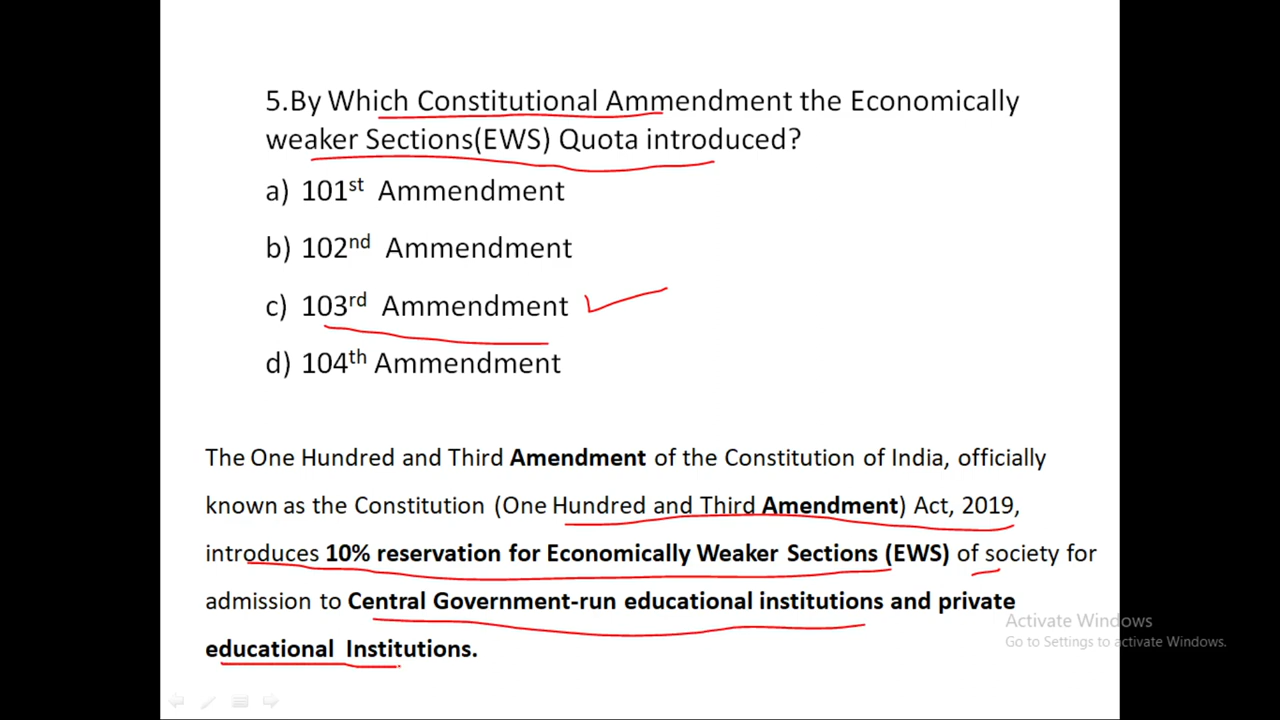 5.By Which Constitutional Ammendment the Economically
weaker Sections(EWS) Quota introduced?
a) 101st Ammendment
b) 102nd Ammendment
c) 103rd Ammendment
d) 104th Ammendment
The One Hundred and Third Amendment of the Constitution of India, officially
known as the Constitution (One Hundred and Third Amendment) Act, 2019,
introduces 10% reservation for Economically Weaker Sections (EWS) of society for
admission to Central Government-run educational institutions and private
educational Institutions.
Activate Windows
Go to Settings to activate Windows.